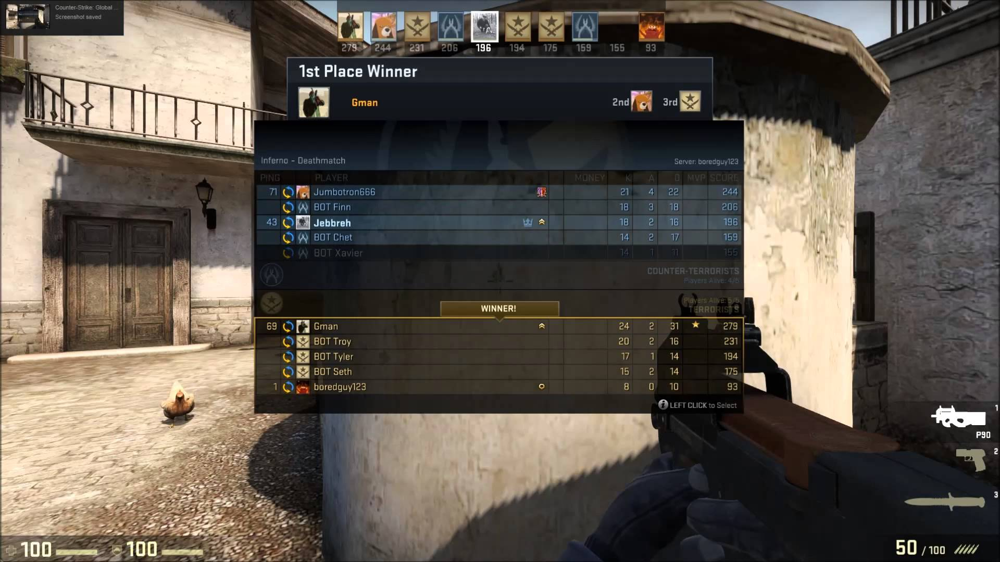 Counter-Strike: Global ...
Screenshot saved
279 244 231 206 196 194 175 159 155 93
1st Place Winner
Gman 2nd 3rd
Inferno - Deathmatch
Server: boredguy123
PING PLAYER MONEY K A D MVP SCORE
71 Jumbotron666 21 4 22 244
BOT Finn 18 3 18 206
43 Jebbreh 18 2 16 196
BOT Chet 14 2 17 159
BOT Xavier 14 1 11 155
COUNTER-TERRORISTS
Players Alive: 4/5
Players Alive: 5/5
TERRORISTS
WINNER!
69 Gman 24 2 31 279
BOT Troy 20 2 16 231
BOT Tyler 17 1 14 194
BOT Seth 15 2 14 175
1 boredguy123 8 0 10 93
LEFT CLICK to Select
1
P90
2
3
100 100
50 / 100